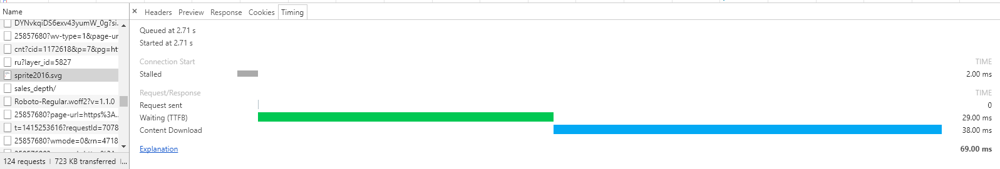 Name
DYNvkqiDS6exv43yumW_0g?si...
25857680?wv-type=1&page-ur
cnt?cid=1172618&p=7&pg=htt
ru?layer_id=5827
sprite2016.svg
sales_depth/
Roboto-Regular.woff2?v=1.1.0
25857680?page-url=https%3A...
t=1415253616?requestId=7078
25857680?wmode=0&rn=4718
124 requests | 723 KB transferred | ...
× Headers Preview Response Cookies Timing
Queued at 2.71 s
Started at 2.71 s
Connection Start TIME
Stalled 2.00 ms
Request/Response TIME
Request sent 0
Waiting (TTFB) 29.00 ms
Content Download 38.00 ms
Explanation 69.00 ms